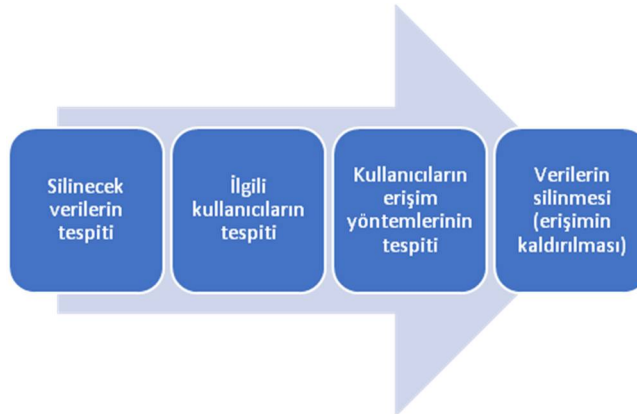 Silinecek
verilerin
tespiti
İlgili
kullanıcıların
tespiti
Kullanıcıların
erişim
yöntemlerinin
tespiti
Verilerin
silinmesi
(erişimin
kaldırılması)